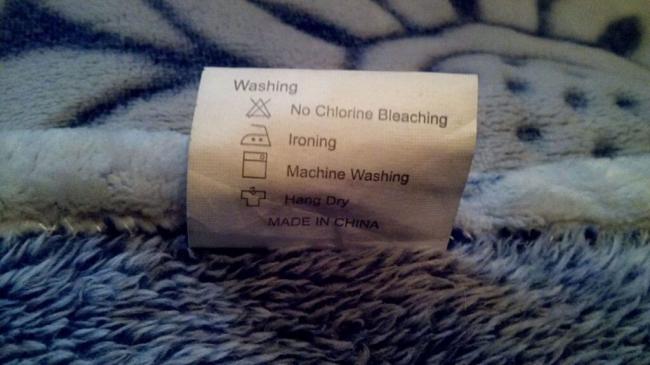 Washing
No Chlorine Bleaching
Ironing
Machine Washing
Hang Dry
MADE IN CHINA